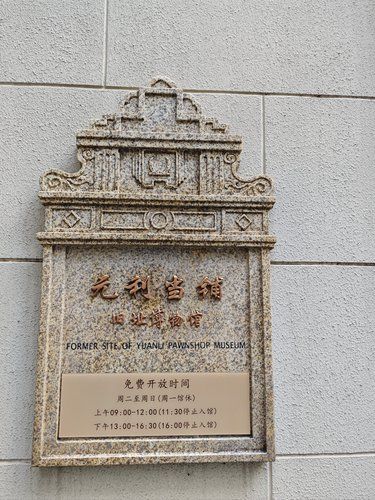 元利当铺
旧址博物馆
FORMER SITE OF YUANLI PAWNSHOP MUSEUM
免费开放时间
周二至周日(周一馆休)
上午09:00-12:00(11:30停止入馆)
下午13:00-16:30(16:00停止入馆)